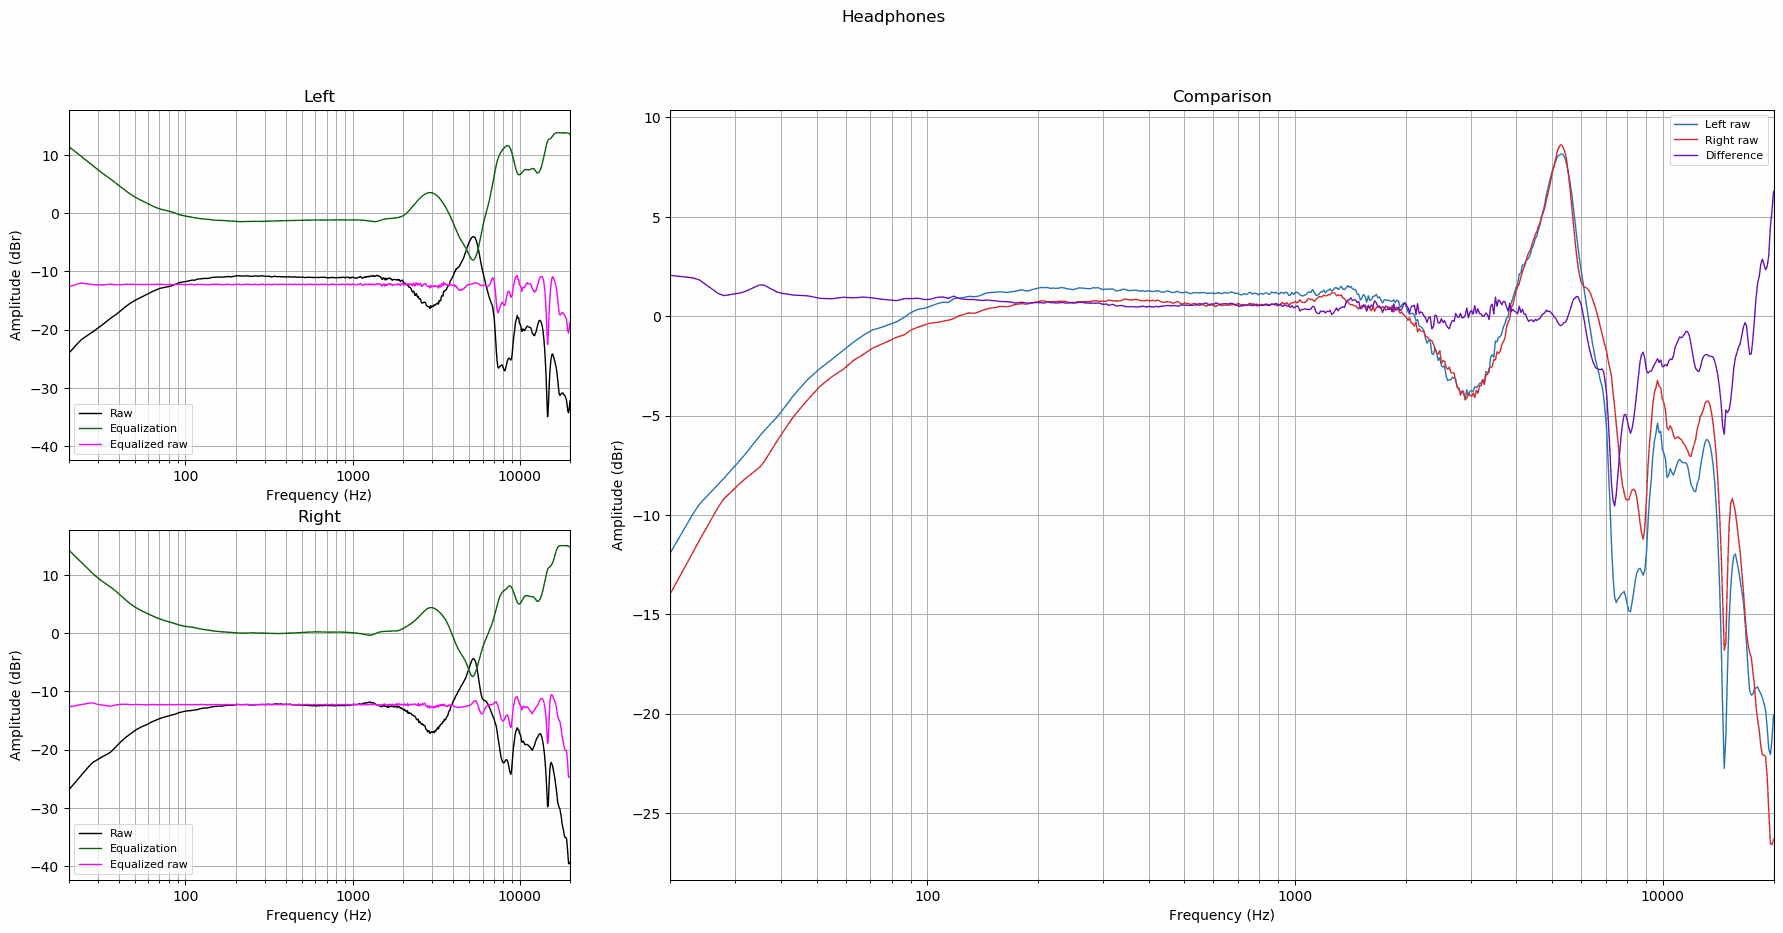 Headphones
Left
Amplitude (dBr)
10
0
−10
−20
−30
−40
Raw
Equalization
Equalized raw
100 1000 10000
Frequency (Hz)
Right
Amplitude (dBr)
10
0
−10
−20
−30
−40
Raw
Equalization
Equalized raw
100 1000 10000
Frequency (Hz)
Comparison
Amplitude (dBr)
10
5
0
−5
−10
−15
−20
−25
Left raw
Right raw
Difference
100 1000 10000
Frequency (Hz)